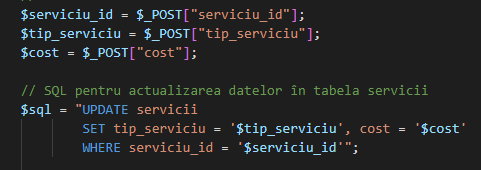 $serviciu_id = $_POST["serviciu_id"];
$tip_serviciu = $_POST["tip_serviciu"];
$cost = $_POST["cost"];
// SQL pentru actualizarea datelor în tabela servicii
$sql = "UPDATE servicii
SET tip_serviciu = '$tip_serviciu', cost = '$cost'
WHERE serviciu_id = '$serviciu_id'";